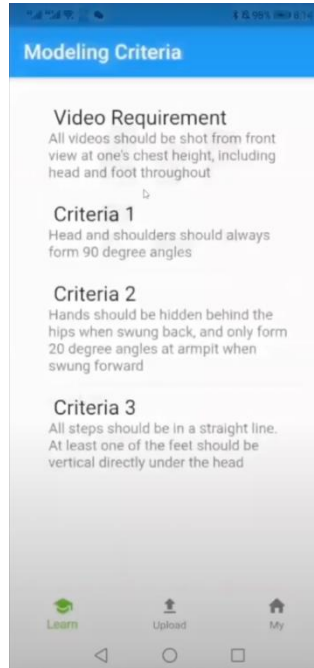 Modeling Criteria
Video Requirement
All videos should be shot from front
view at one's chest height, including
head and foot throughout
Criteria 1
Head and shoulders should always
form 90 degree angles
Criteria 2
Hands should be hidden behind the
hips when swung back, and only form
20 degree angles at armpit when
swung forward
Criteria 3
All steps should be in a straight line.
At least one of the feet should be
vertical directly under the head
Learn
Upload
My